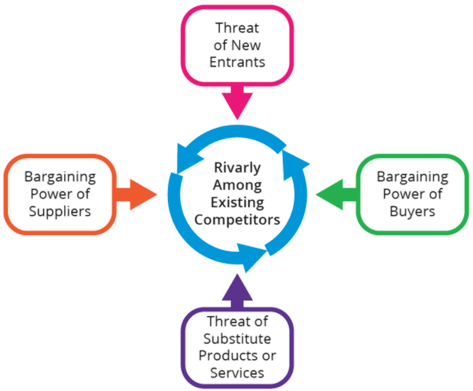 Threat
of New
Entrants
Bargaining
Power of
Suppliers
Rivarly
Among
Existing
Competitors
Bargaining
Power of
Buyers
Threat of
Substitute
Products or
Services